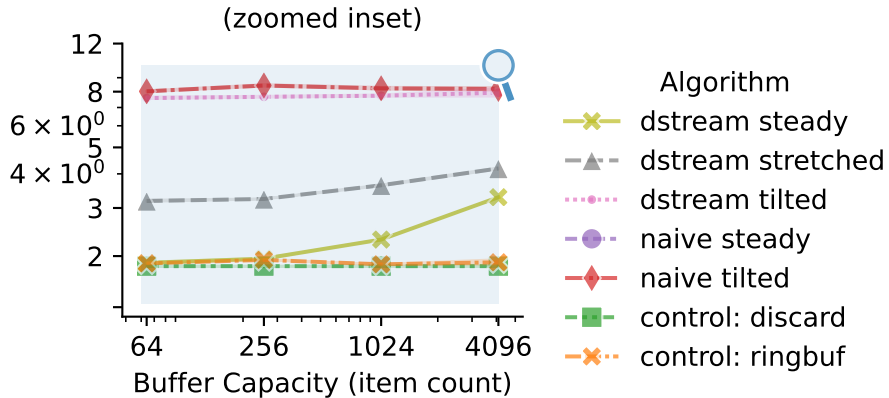 (zoomed inset)
12
8
6 × 10⁰
5
4 × 10⁰
3
2
64 256 1024 4096
Buffer Capacity (item count)
Algorithm
dstream steady
dstream stretched
dstream tilted
naive steady
naive tilted
control: discard
control: ringbuf